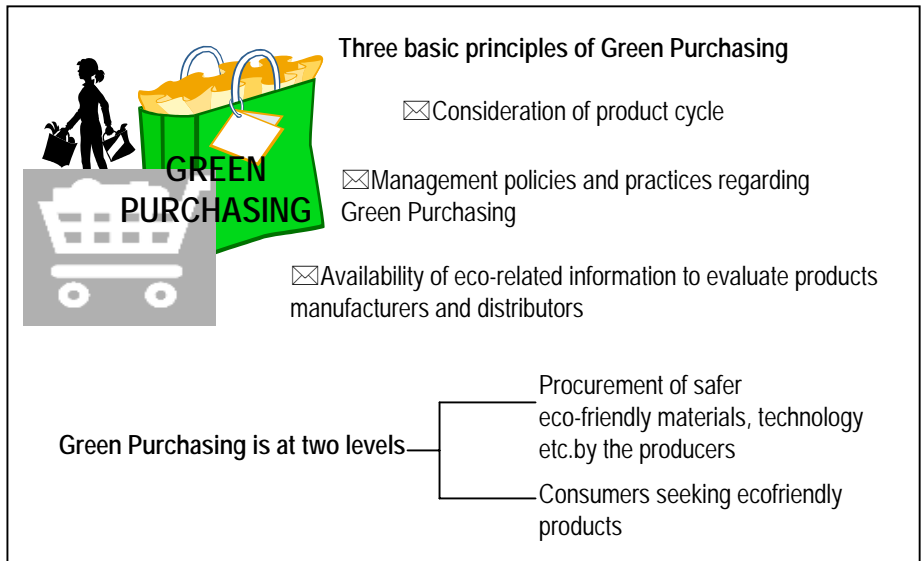 Three basic principles of Green Purchasing
✉Consideration of product cycle
GREEN
PURCHASING
✉Management policies and practices regarding
Green Purchasing
✉Availability of eco-related information to evaluate products
manufacturers and distributors
Green Purchasing is at two levels
Procurement of safer
eco-friendly materials, technology
etc.by the producers
Consumers seeking ecofriendly
products